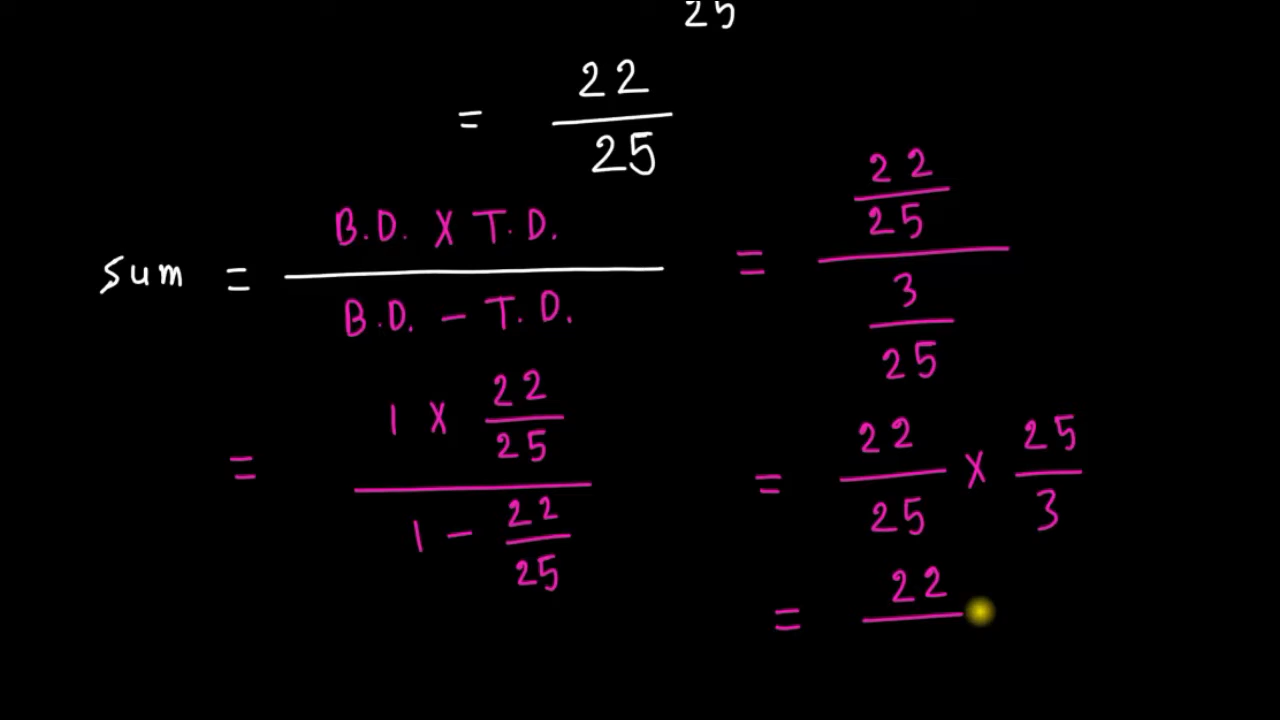 25
= 22/25
sum = B.D. X T.D. / B.D. - T.D.
= 1 X 22/25 / 1 - 22/25
= 22/25 / 3/25
= 22/25 X 25/3
= 22